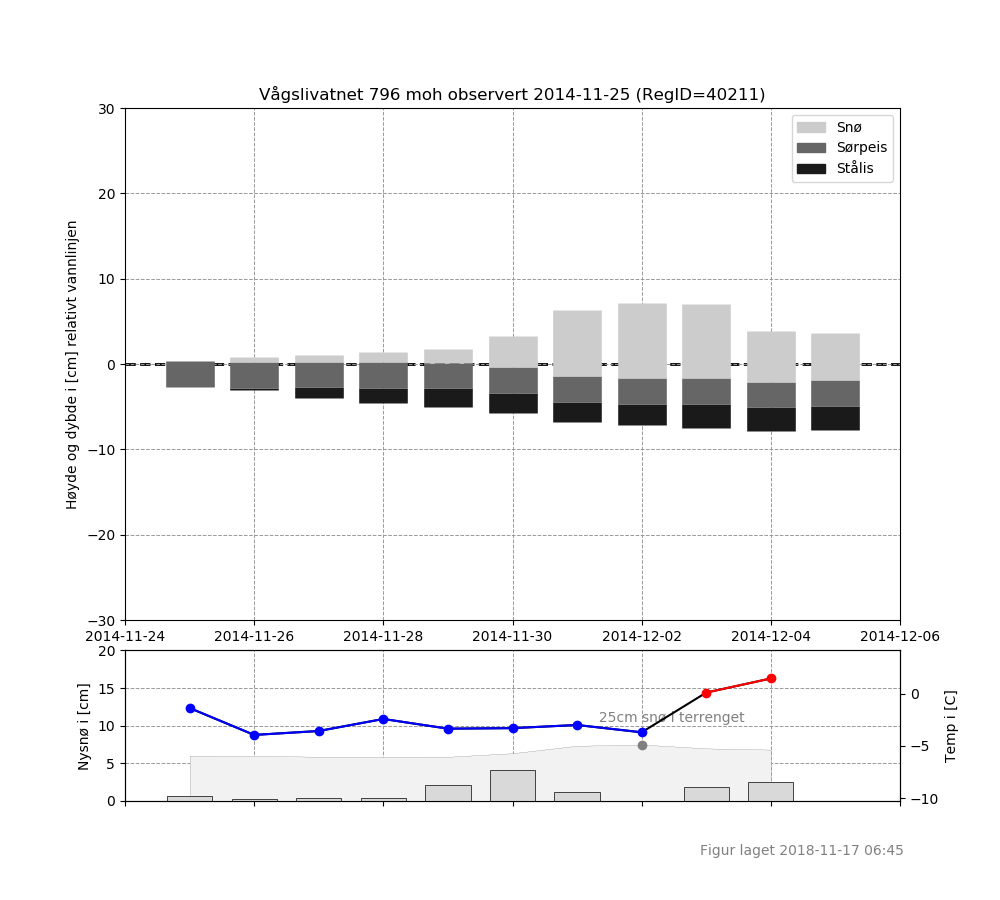 Vågslivatnet 796 moh observert 2014-11-25 (RegID=40211)
Høyde og dybde i [cm] relativt vannlinjen
30
20
10
0
−10
−20
−30
Snø
Sørpeis
Stålis
2014-11-24
2014-11-26
2014-11-28
2014-11-30
2014-12-02
2014-12-04
2014-12-06
Nysnø i [cm]
20
15
10
5
0
25cm snø i terrenget
0
−5
−10
Temp i [C]
Figur laget 2018-11-17 06:45